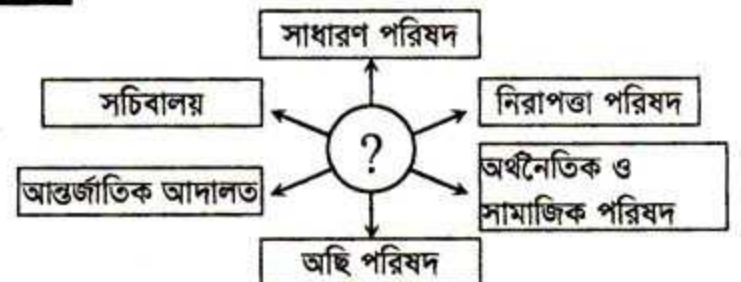 সাধারণ পরিষদ
সচিবালয়
নিরাপত্তা পরিষদ
?
আন্তর্জাতিক আদালত
অর্থনৈতিক ও
সামাজিক পরিষদ
অছি পরিষদ